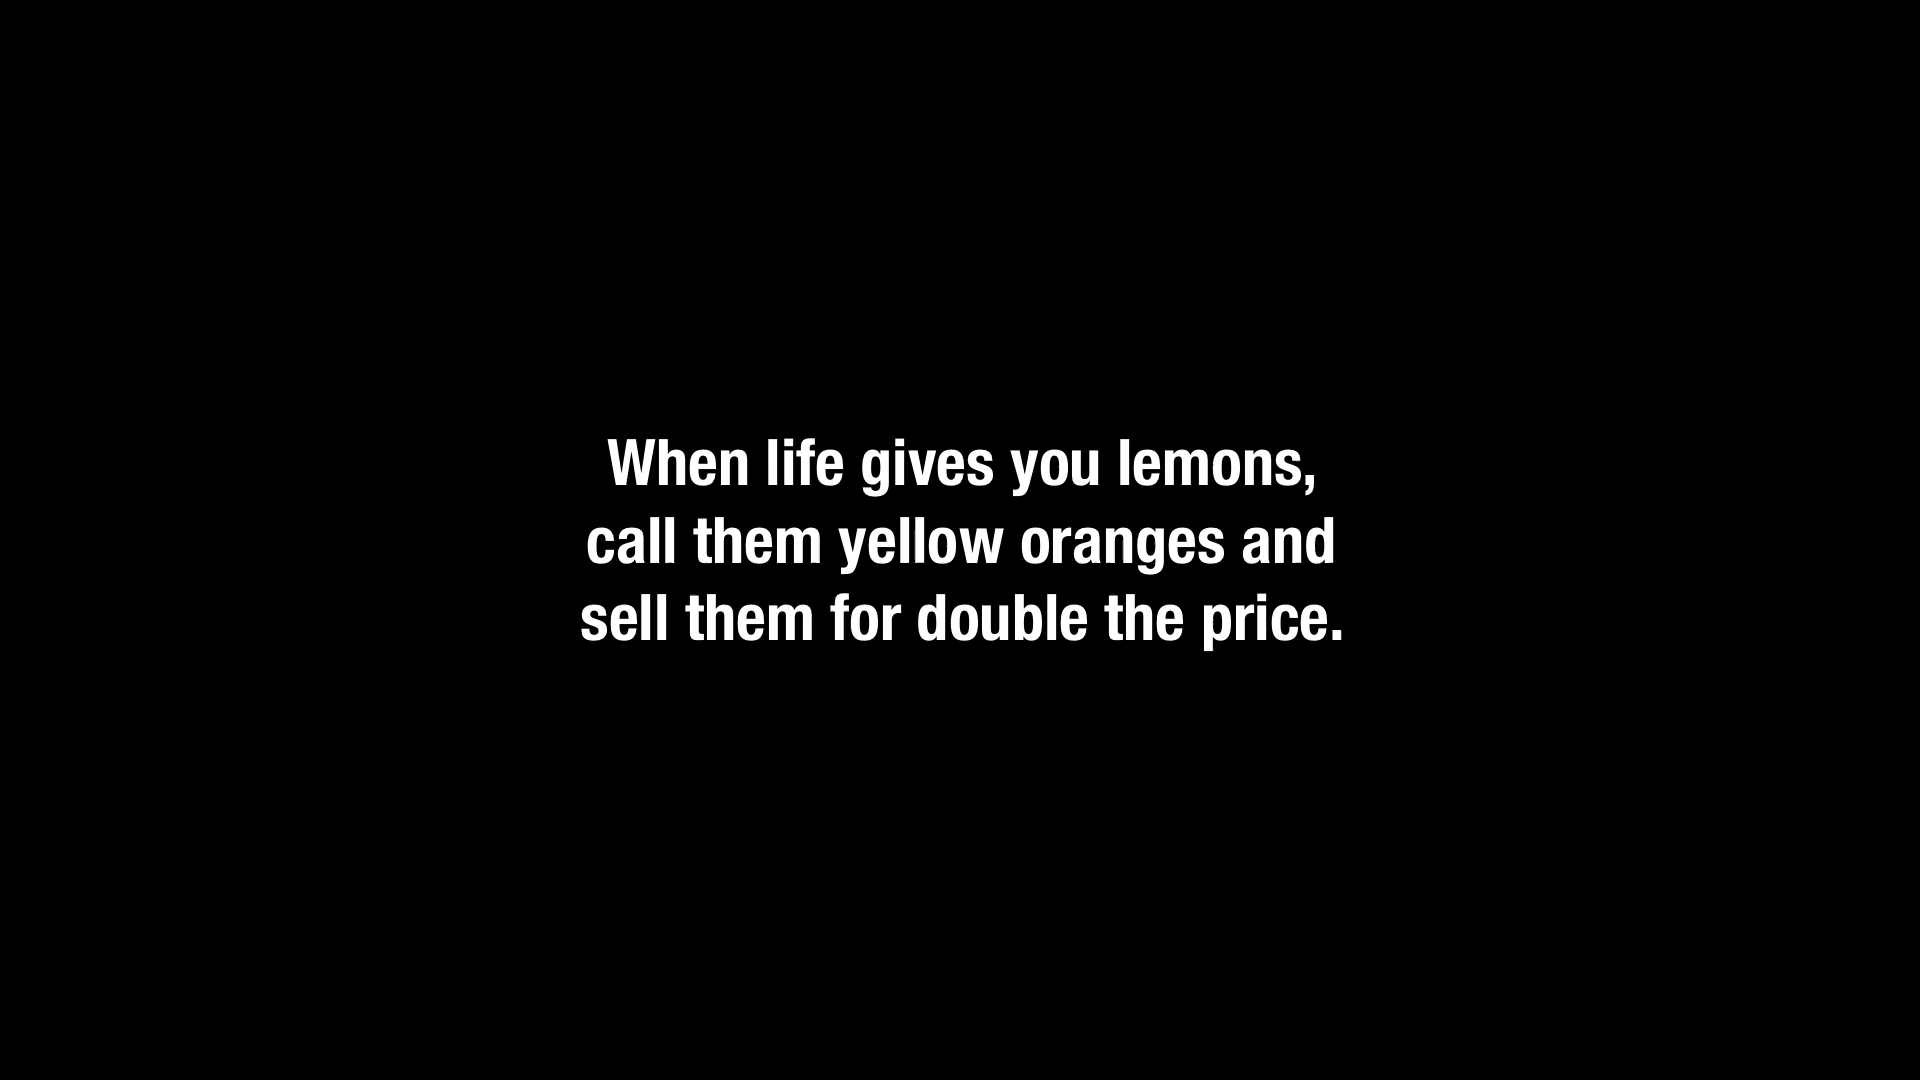 When life gives you lemons,
call them yellow oranges and
sell them for double the price.